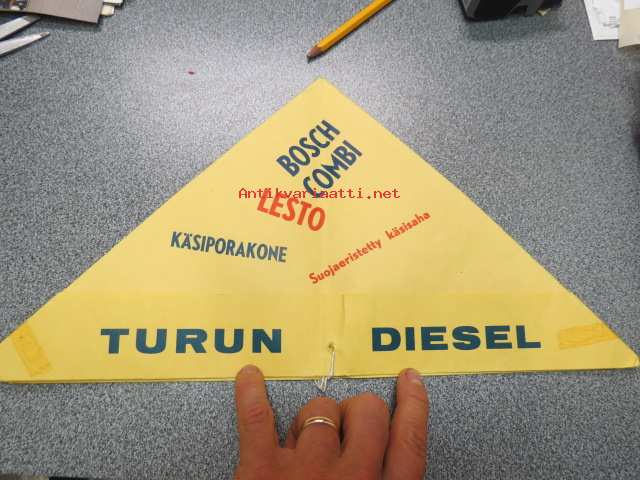 BOSCH
COMBI
Antikvariaatti.net
LESTO
KÄSIPORAKONE
Suojaeristetty käsisaha
TURUN DIESEL